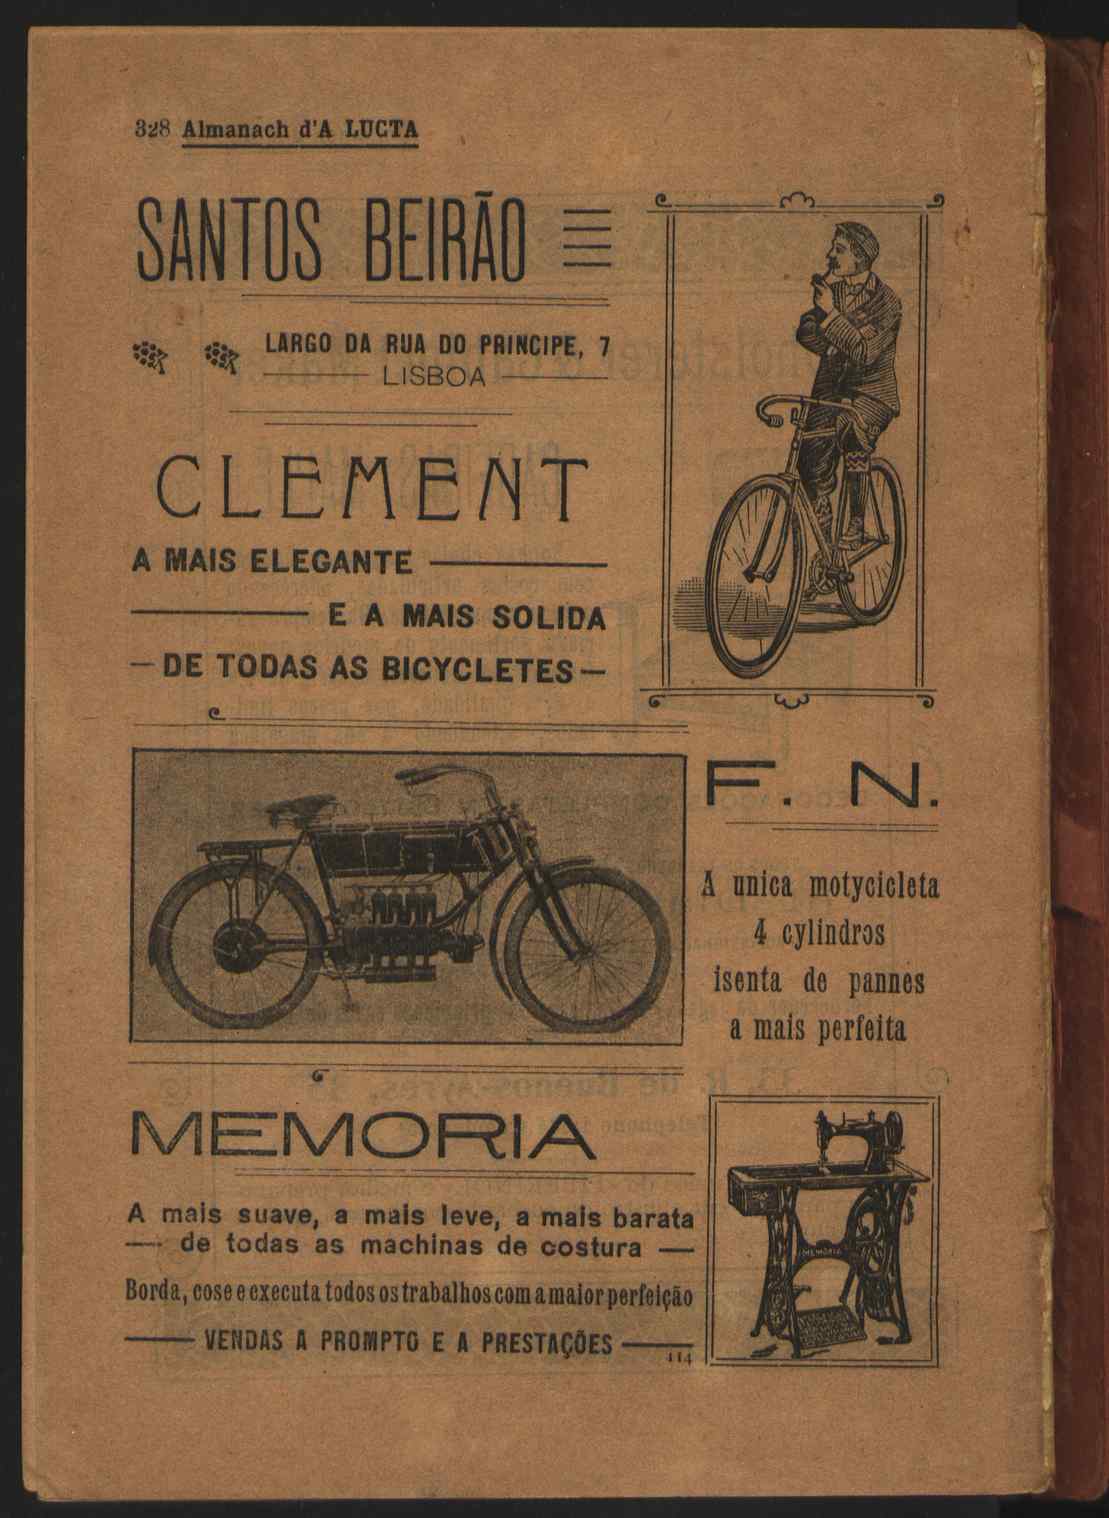 328 Almanach d'A LUCTA
SANTOS BEIRÃO
LARGO DA RUA DO PRINCIPE, 7
LISBOA
CLEMENT
A MAIS ELEGANTE
E A MAIS SOLIDA
DE TODAS AS BICYCLETES
F. N.
A unica motycicleta
4 cylindros
isenta de pannes
a mais perfeita
MEMORIA
A mais suave, a mais leve, a mais barata
de todas as machinas de costura
Borda, cose e executa todos os trabalhos com a maior perfeição
VENDAS A PROMPTO E A PRESTAÇÕES
114
MEMORIA